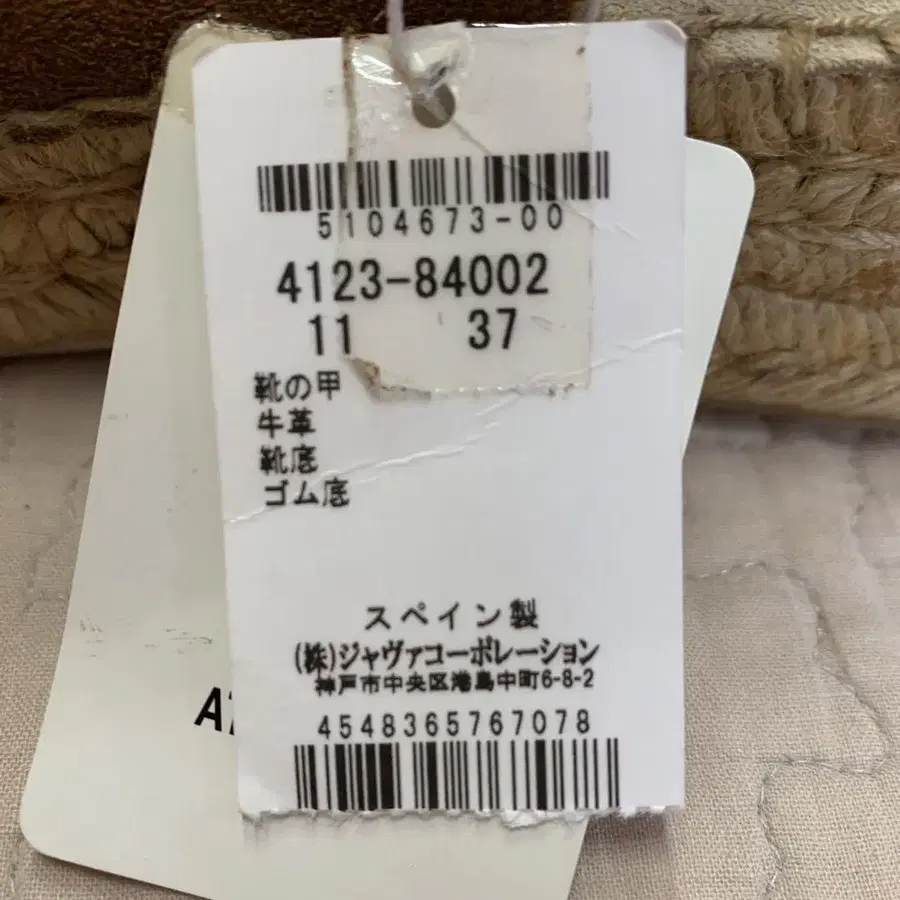 5104673-00
4123-84002
11 37
靴の甲
牛革
靴底
ゴム底
スペイン製
(株)ジャヴァコーポレーション
神戸市中央区港島中町6-8-2
4548365767078